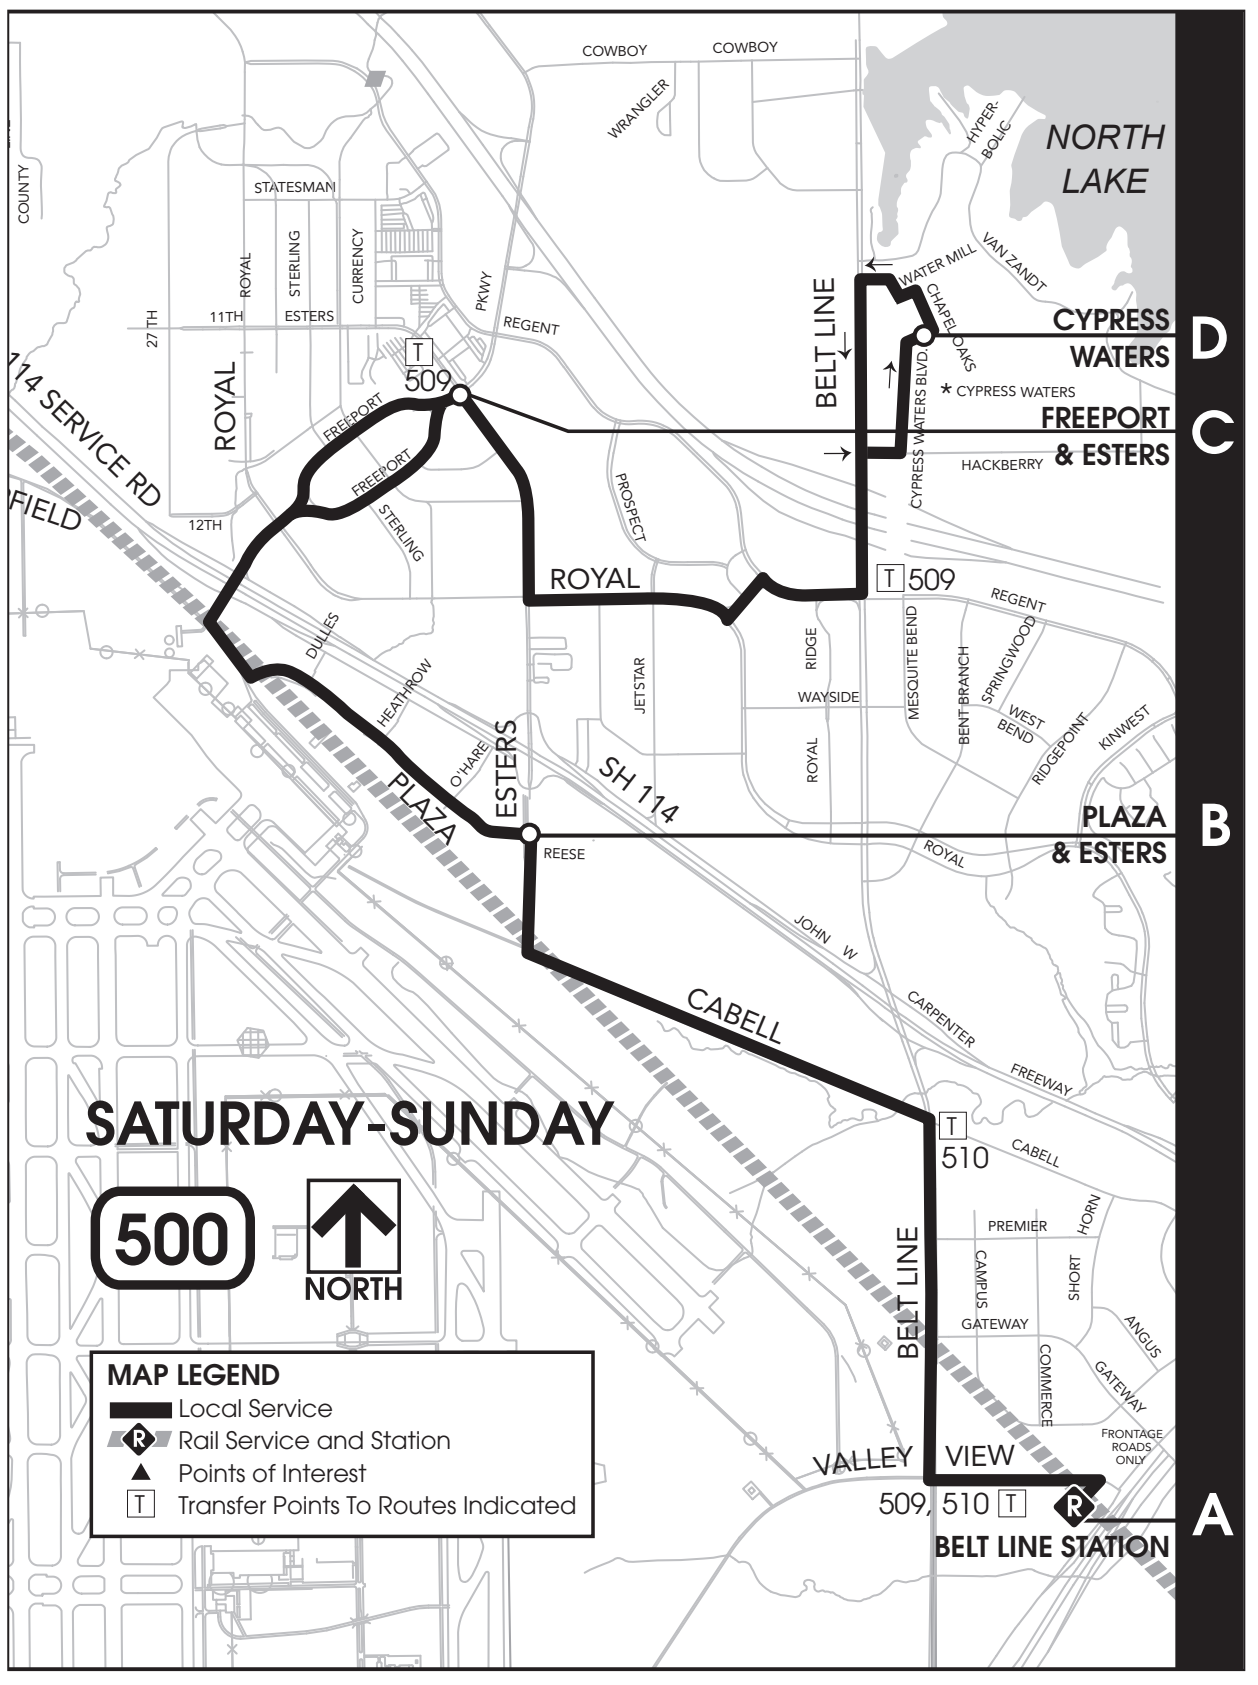 COWBOY
COWBOY
WRANGLER
HYPER-
BOLIC
NORTH
LAKE
COUNTY
STATESMAN
ROYAL
STERLING
CURRENCY
PKWY
27 TH
11TH
ESTERS
REGENT
WATER MILL
VAN ZANDT
CHAPEL OAKS
BELT LINE
CYPRESS
WATERS
D
T
509
* CYPRESS WATERS
CYPRESS WATERS BLVD.
FREEPORT
& ESTERS
C
HACKBERRY
114 SERVICE RD
ROYAL
FREEPORT
FREEPORT
STERLING
12TH
PROSPECT
ROYAL
T 509
REGENT
DULLES
HEATHROW
O'HARE
ESTERS
PLAZA
JETSTAR
RIDGE
WAYSIDE
ROYAL
MESQUITE BEND
BENT BRANCH
SPRINGWOOD
WEST
BEND
RIDGEPOINT
KINWEST
SH 114
PLAZA
& ESTERS
B
REESE
ROYAL
JOHN W
CARPENTER
FREEWAY
CABELL
T
510
CABELL
SATURDAY-SUNDAY
500
NORTH
PREMIER
HORN
SHORT
CAMPUS
BELT LINE
GATEWAY
COMMERCE
ANGUS
GATEWAY
FRONTAGE
ROADS
ONLY
MAP LEGEND
Local Service
R Rail Service and Station
Points of Interest
T Transfer Points To Routes Indicated
VALLEY VIEW
509, 510 T
R
A
BELT LINE STATION